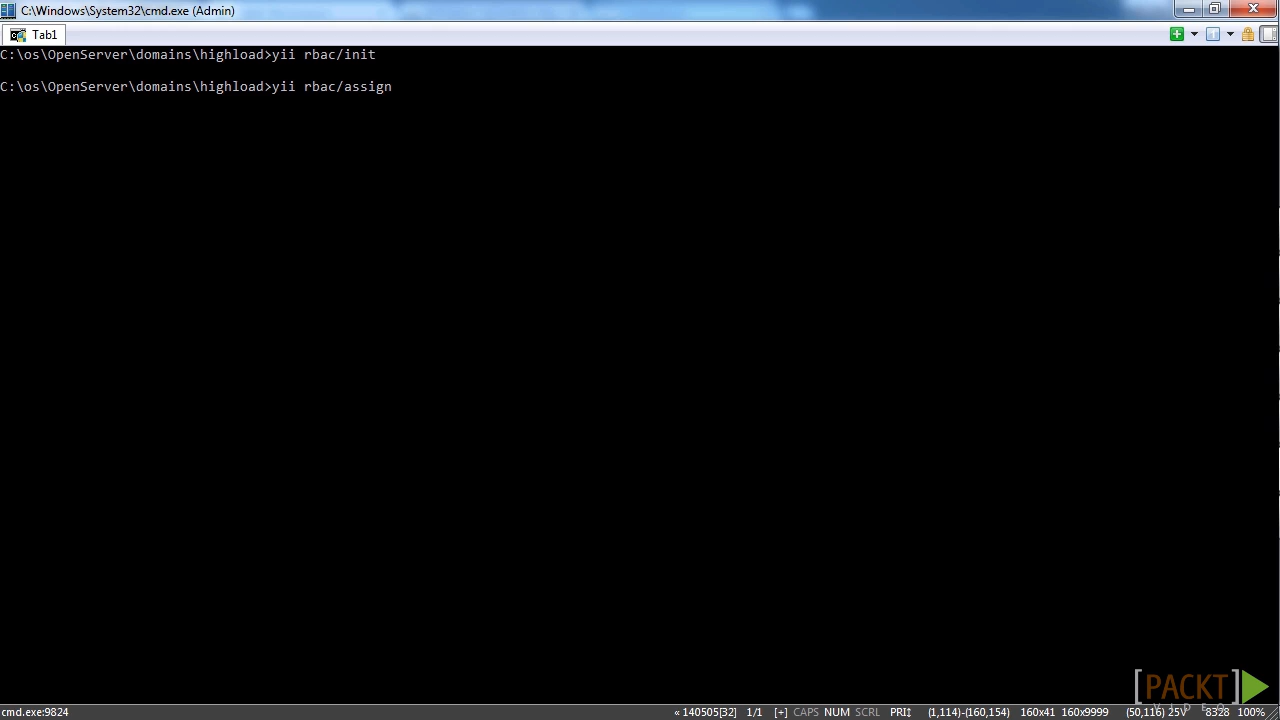 C:\Windows\System32\cmd.exe (Admin)
Tab1
C:\os\OpenServer\domains\highload>yii rbac/init
C:\os\OpenServer\domains\highload>yii rbac/assign
[PACKT]
VIDEO
cmd.exe:9824 « 140505[32] 1/1 [+] CAPS NUM SCRL PRI↕ (1,114)-(160,154) 160x41 160x9999 (50,116) 25V 8328 100%